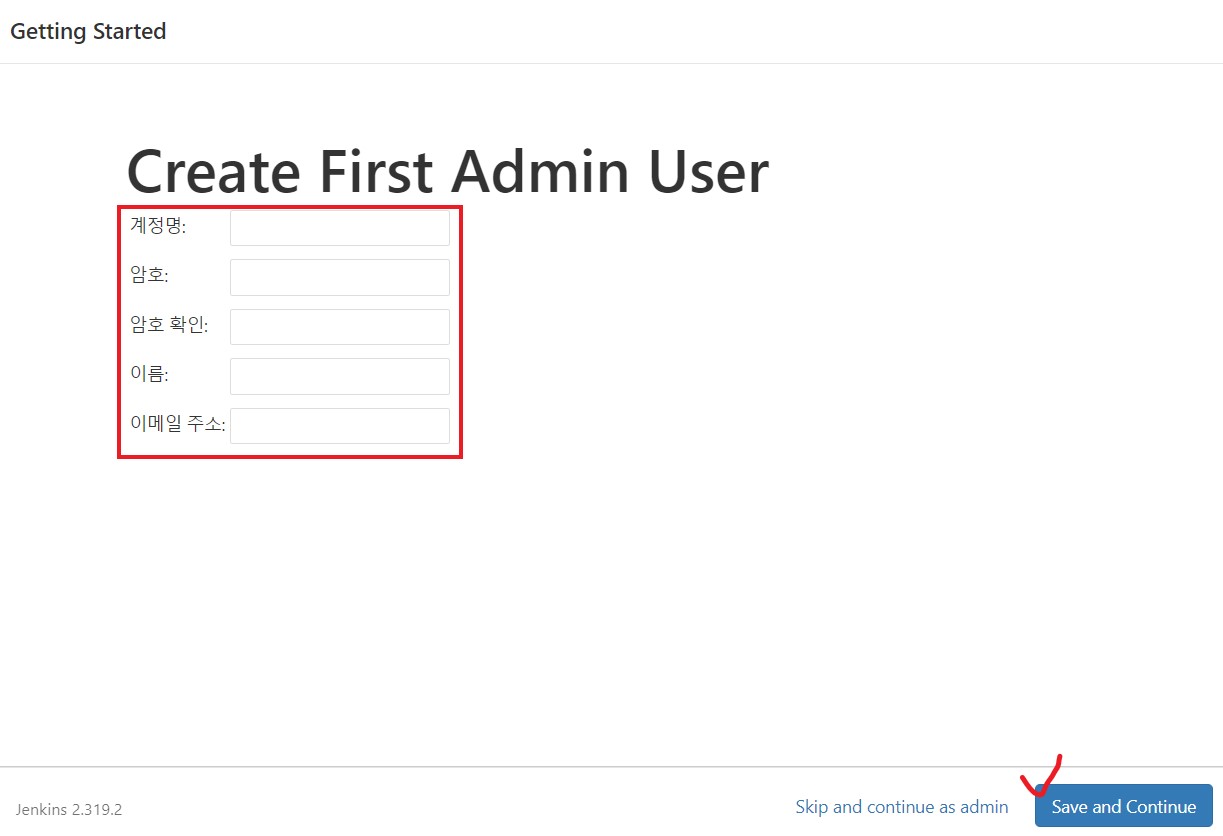 Getting Started
Create First Admin User
계정명:
암호:
암호 확인:
이름:
이메일 주소:
Jenkins 2.319.2
Skip and continue as admin
Save and Continue